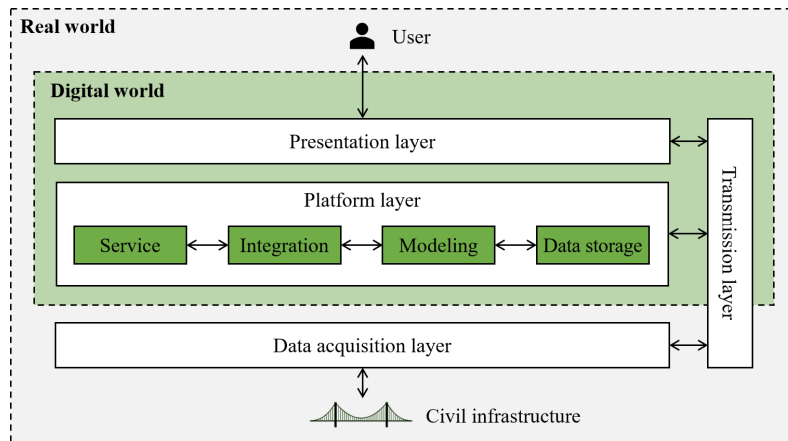 Real world
User
Digital world
Presentation layer
Platform layer
Service
Integration
Modeling
Data storage
Transmission layer
Data acquisition layer
Civil infrastructure